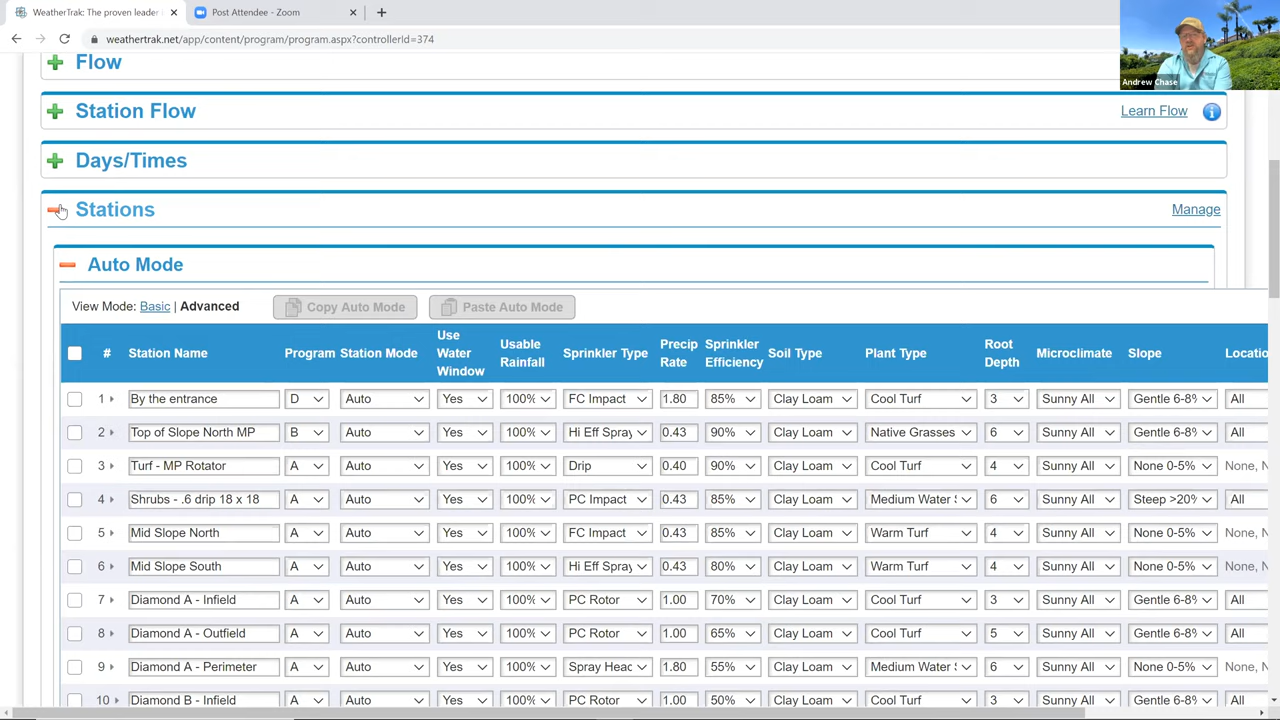 WeatherTrak: The proven leader
Post Attendee - Zoom
weathertrak.net/app/content/program/program.aspx?controllerId=374
Andrew Chase
Flow
Station Flow
Learn Flow
Days/Times
Stations
Manage
Auto Mode
View Mode: Basic | Advanced
Copy Auto Mode
Paste Auto Mode
# Station Name Program Station Mode Use Water Window Usable Rainfall Sprinkler Type Precip Rate Sprinkler Efficiency Soil Type Plant Type Root Depth Microclimate Slope Locatio
1 By the entrance D Auto Yes 100% FC Impact 1.80 85% Clay Loam Cool Turf 3 Sunny All Gentle 6-8% All
2 Top of Slope North MP B Auto Yes 100% Hi Eff Spray 0.43 90% Clay Loam Native Grasses 6 Sunny All Gentle 6-8% All
3 Turf - MP Rotator A Auto Yes 100% Drip 0.40 90% Clay Loam Cool Turf 4 Sunny All None 0-5% None, N
4 Shrubs - .6 drip 18 x 18 A Auto Yes 100% PC Impact 0.43 85% Clay Loam Medium Water S 6 Sunny All Steep >20% All
5 Mid Slope North A Auto Yes 100% FC Impact 0.43 85% Clay Loam Warm Turf 4 Sunny All None 0-5% None, N
6 Mid Slope South A Auto Yes 100% Hi Eff Spray 0.43 80% Clay Loam Warm Turf 4 Sunny All None 0-5% None, N
7 Diamond A - Infield A Auto Yes 100% PC Rotor 1.00 70% Clay Loam Cool Turf 3 Sunny All Gentle 6-8% All
8 Diamond A - Outfield A Auto Yes 100% PC Rotor 1.00 65% Clay Loam Cool Turf 5 Sunny All Gentle 6-8% All
9 Diamond A - Perimeter A Auto Yes 100% Spray Head 1.80 55% Clay Loam Medium Water S 6 Sunny All None 0-5% None, N
10 Diamond B - Infield A Auto Yes 100% PC Rotor 1.00 50% Clay Loam Cool Turf 4 Sunny All Gentle 6-8% All